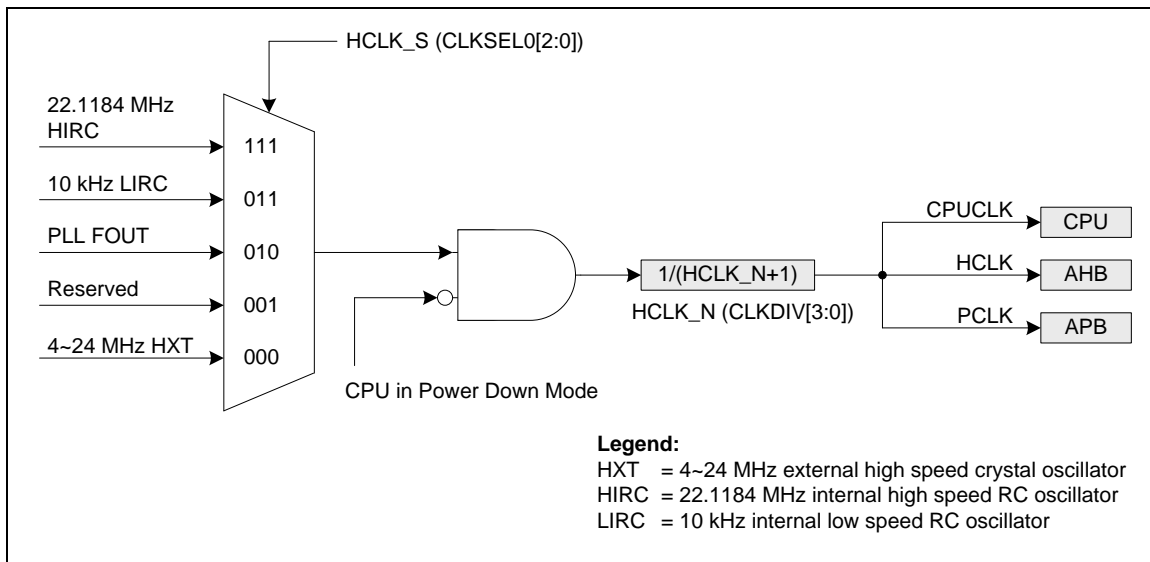 HCLK_S (CLKSEL0[2:0])
22.1184 MHz
HIRC
111
10 kHz LIRC
011
PLL FOUT
010
Reserved
001
4~24 MHz HXT
000
CPU in Power Down Mode
1/(HCLK_N+1)
HCLK_N (CLKDIV[3:0])
CPUCLK
CPU
HCLK
AHB
PCLK
APB
Legend:
HXT = 4~24 MHz external high speed crystal oscillator
HIRC = 22.1184 MHz internal high speed RC oscillator
LIRC = 10 kHz internal low speed RC oscillator